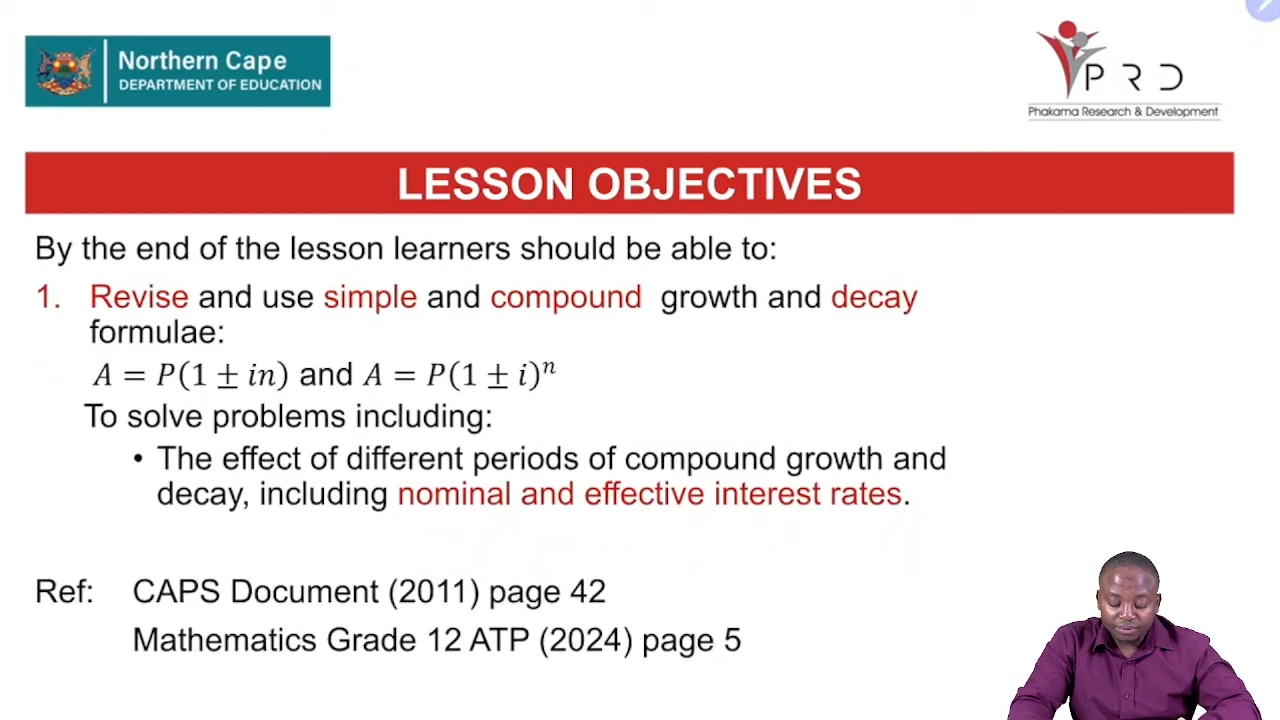 Northern Cape
DEPARTMENT OF EDUCATION
PRD
Phakama Research & Development
LESSON OBJECTIVES
By the end of the lesson learners should be able to:
1. Revise and use simple and compound growth and decay
formulae:
A = P(1 ± in) and A = P(1 ± i)ⁿ
To solve problems including:
• The effect of different periods of compound growth and
decay, including nominal and effective interest rates.
Ref: CAPS Document (2011) page 42
Mathematics Grade 12 ATP (2024) page 5